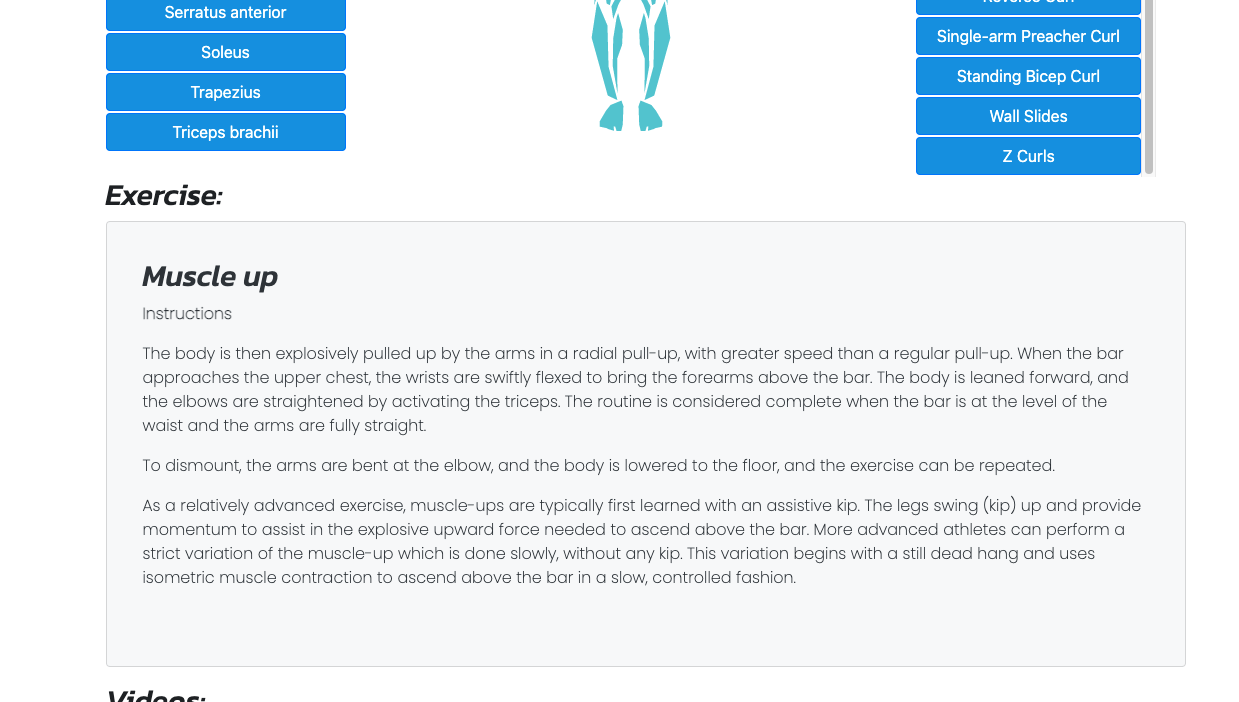 Serratus anterior
Soleus
Trapezius
Triceps brachii
Reverse Curl
Single-arm Preacher Curl
Standing Bicep Curl
Wall Slides
Z Curls
Exercise:
Muscle up
Instructions
The body is then explosively pulled up by the arms in a radial pull-up, with greater speed than a regular pull-up. When the bar
approaches the upper chest, the wrists are swiftly flexed to bring the forearms above the bar. The body is leaned forward, and
the elbows are straightened by activating the triceps. The routine is considered complete when the bar is at the level of the
waist and the arms are fully straight.
To dismount, the arms are bent at the elbow, and the body is lowered to the floor, and the exercise can be repeated.
As a relatively advanced exercise, muscle-ups are typically first learned with an assistive kip. The legs swing (kip) up and provide
momentum to assist in the explosive upward force needed to ascend above the bar. More advanced athletes can perform a
strict variation of the muscle-up which is done slowly, without any kip. This variation begins with a still dead hang and uses
isometric muscle contraction to ascend above the bar in a slow, controlled fashion.
Videos: